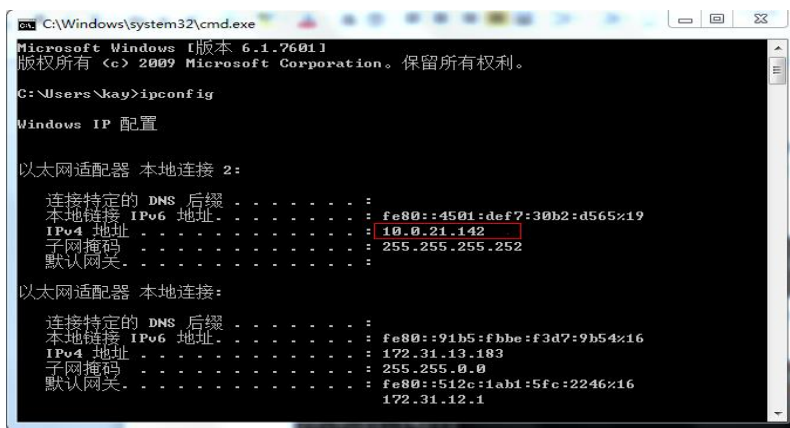 C:\Windows\system32\cmd.exe
Microsoft Windows [版本 6.1.7601]
版权所有 (c) 2009 Microsoft Corporation。保留所有权利。
C:\Users\kay>ipconfig
Windows IP 配置
以太网适配器 本地连接 2:
连接特定的 DNS 后缀 . . . . . . . :
本地链接 IPv6 地址. . . . . . . . : fe80::4501:def7:30b2:d565%19
IPv4 地址 . . . . . . . . . . . . : 10.0.21.142
子网掩码 . . . . . . . . . . . . : 255.255.255.252
默认网关. . . . . . . . . . . . . :
以太网适配器 本地连接:
连接特定的 DNS 后缀 . . . . . . . :
本地链接 IPv6 地址. . . . . . . . : fe80::91b5:fbbe:f3d7:9b54%16
IPv4 地址 . . . . . . . . . . . . : 172.31.13.183
子网掩码 . . . . . . . . . . . . : 255.255.0.0
默认网关. . . . . . . . . . . . . : fe80::512c:1ab1:5fc:2246%16
172.31.12.1